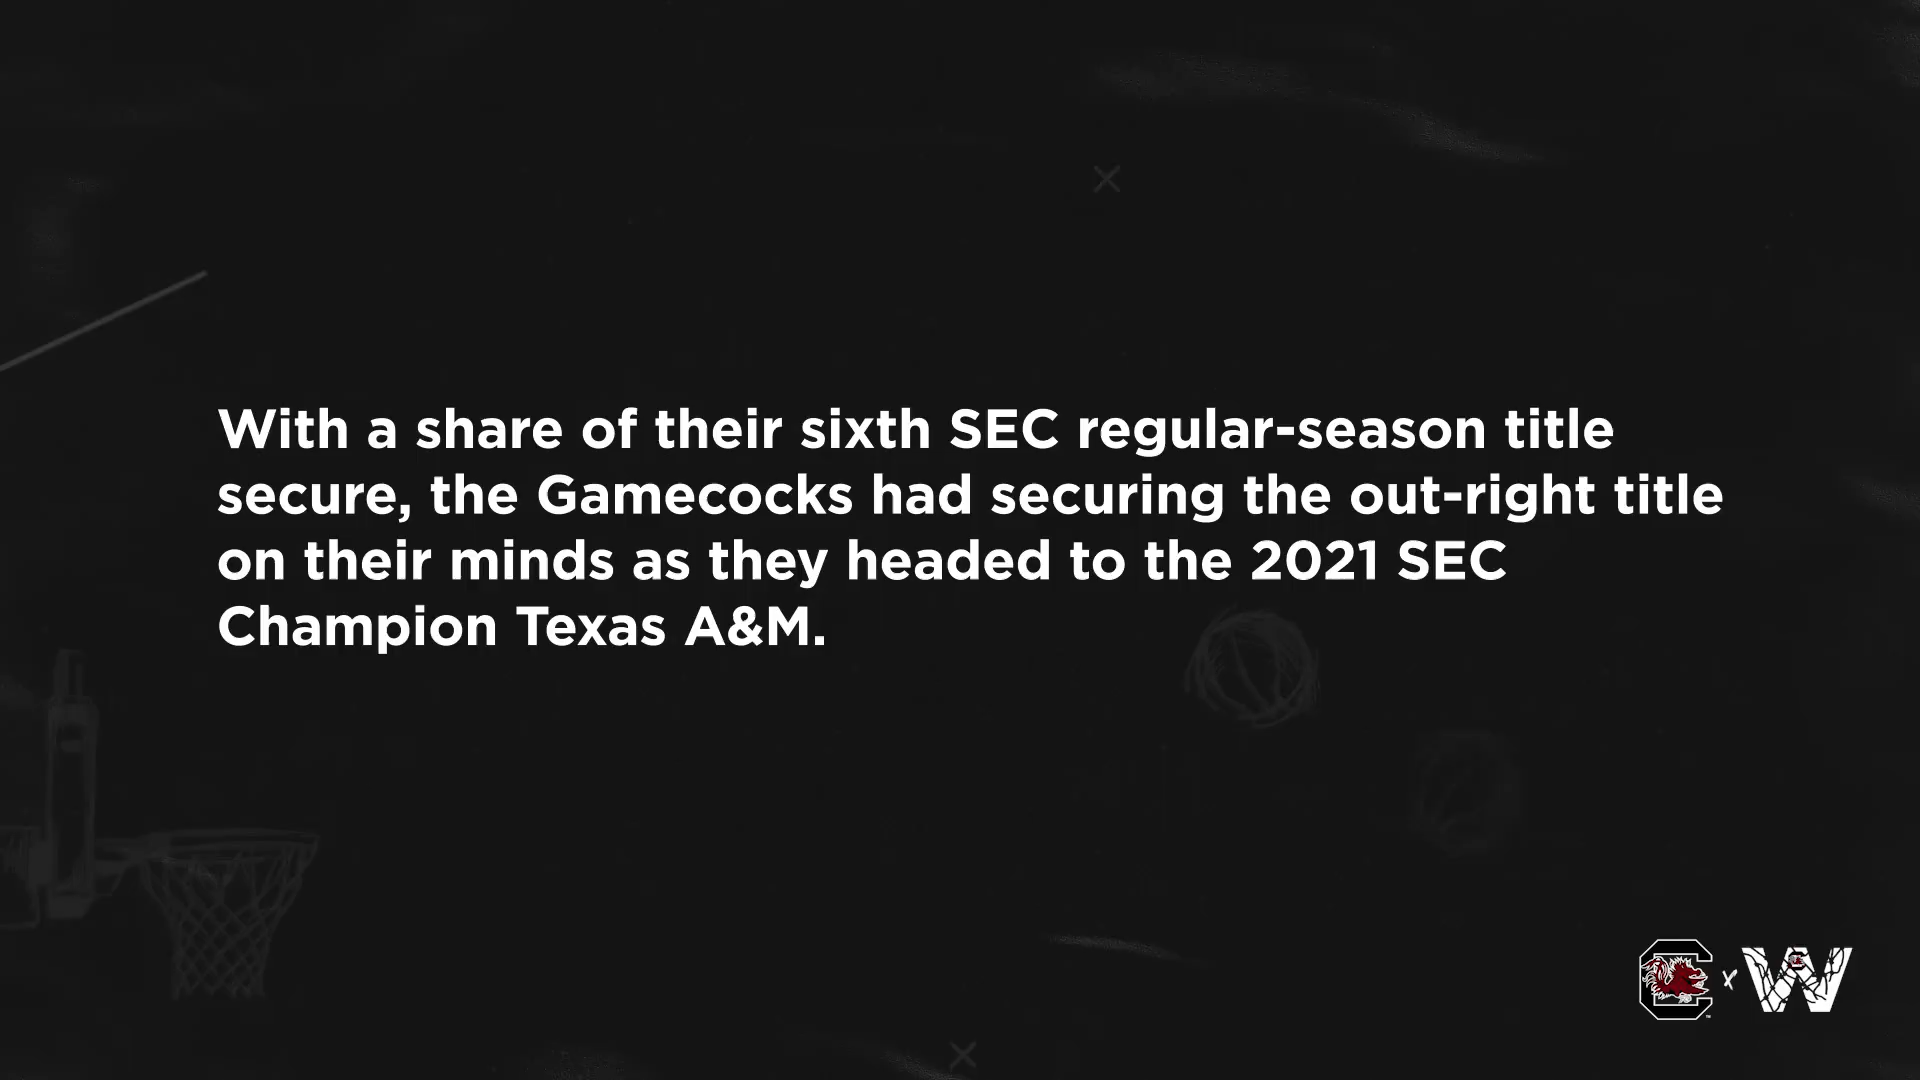 With a share of their sixth SEC regular-season title
secure, the Gamecocks had securing the out-right title
on their minds as they headed to the 2021 SEC
Champion Texas A&M.
C x W